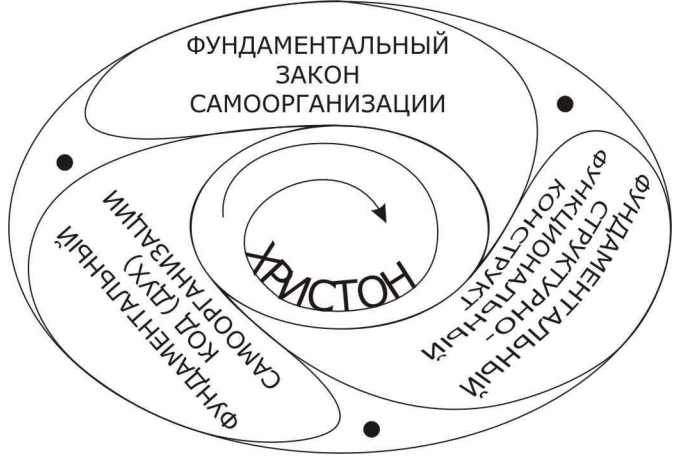 ФУНДАМЕНТАЛЬНЫЙ
ЗАКОН
САМООРГАНИЗАЦИИ
ФУНДАМЕНТАЛЬНЫЙ
СТРУКТУРНО-
ФУНКЦИОНАЛЬНЫЙ
КОНСТРУКТ
ФУНДАМЕНТАЛЬНЫЙ
КОД (ДУХ)
САМООРГАНИЗАЦИИ
ХРИСТОН